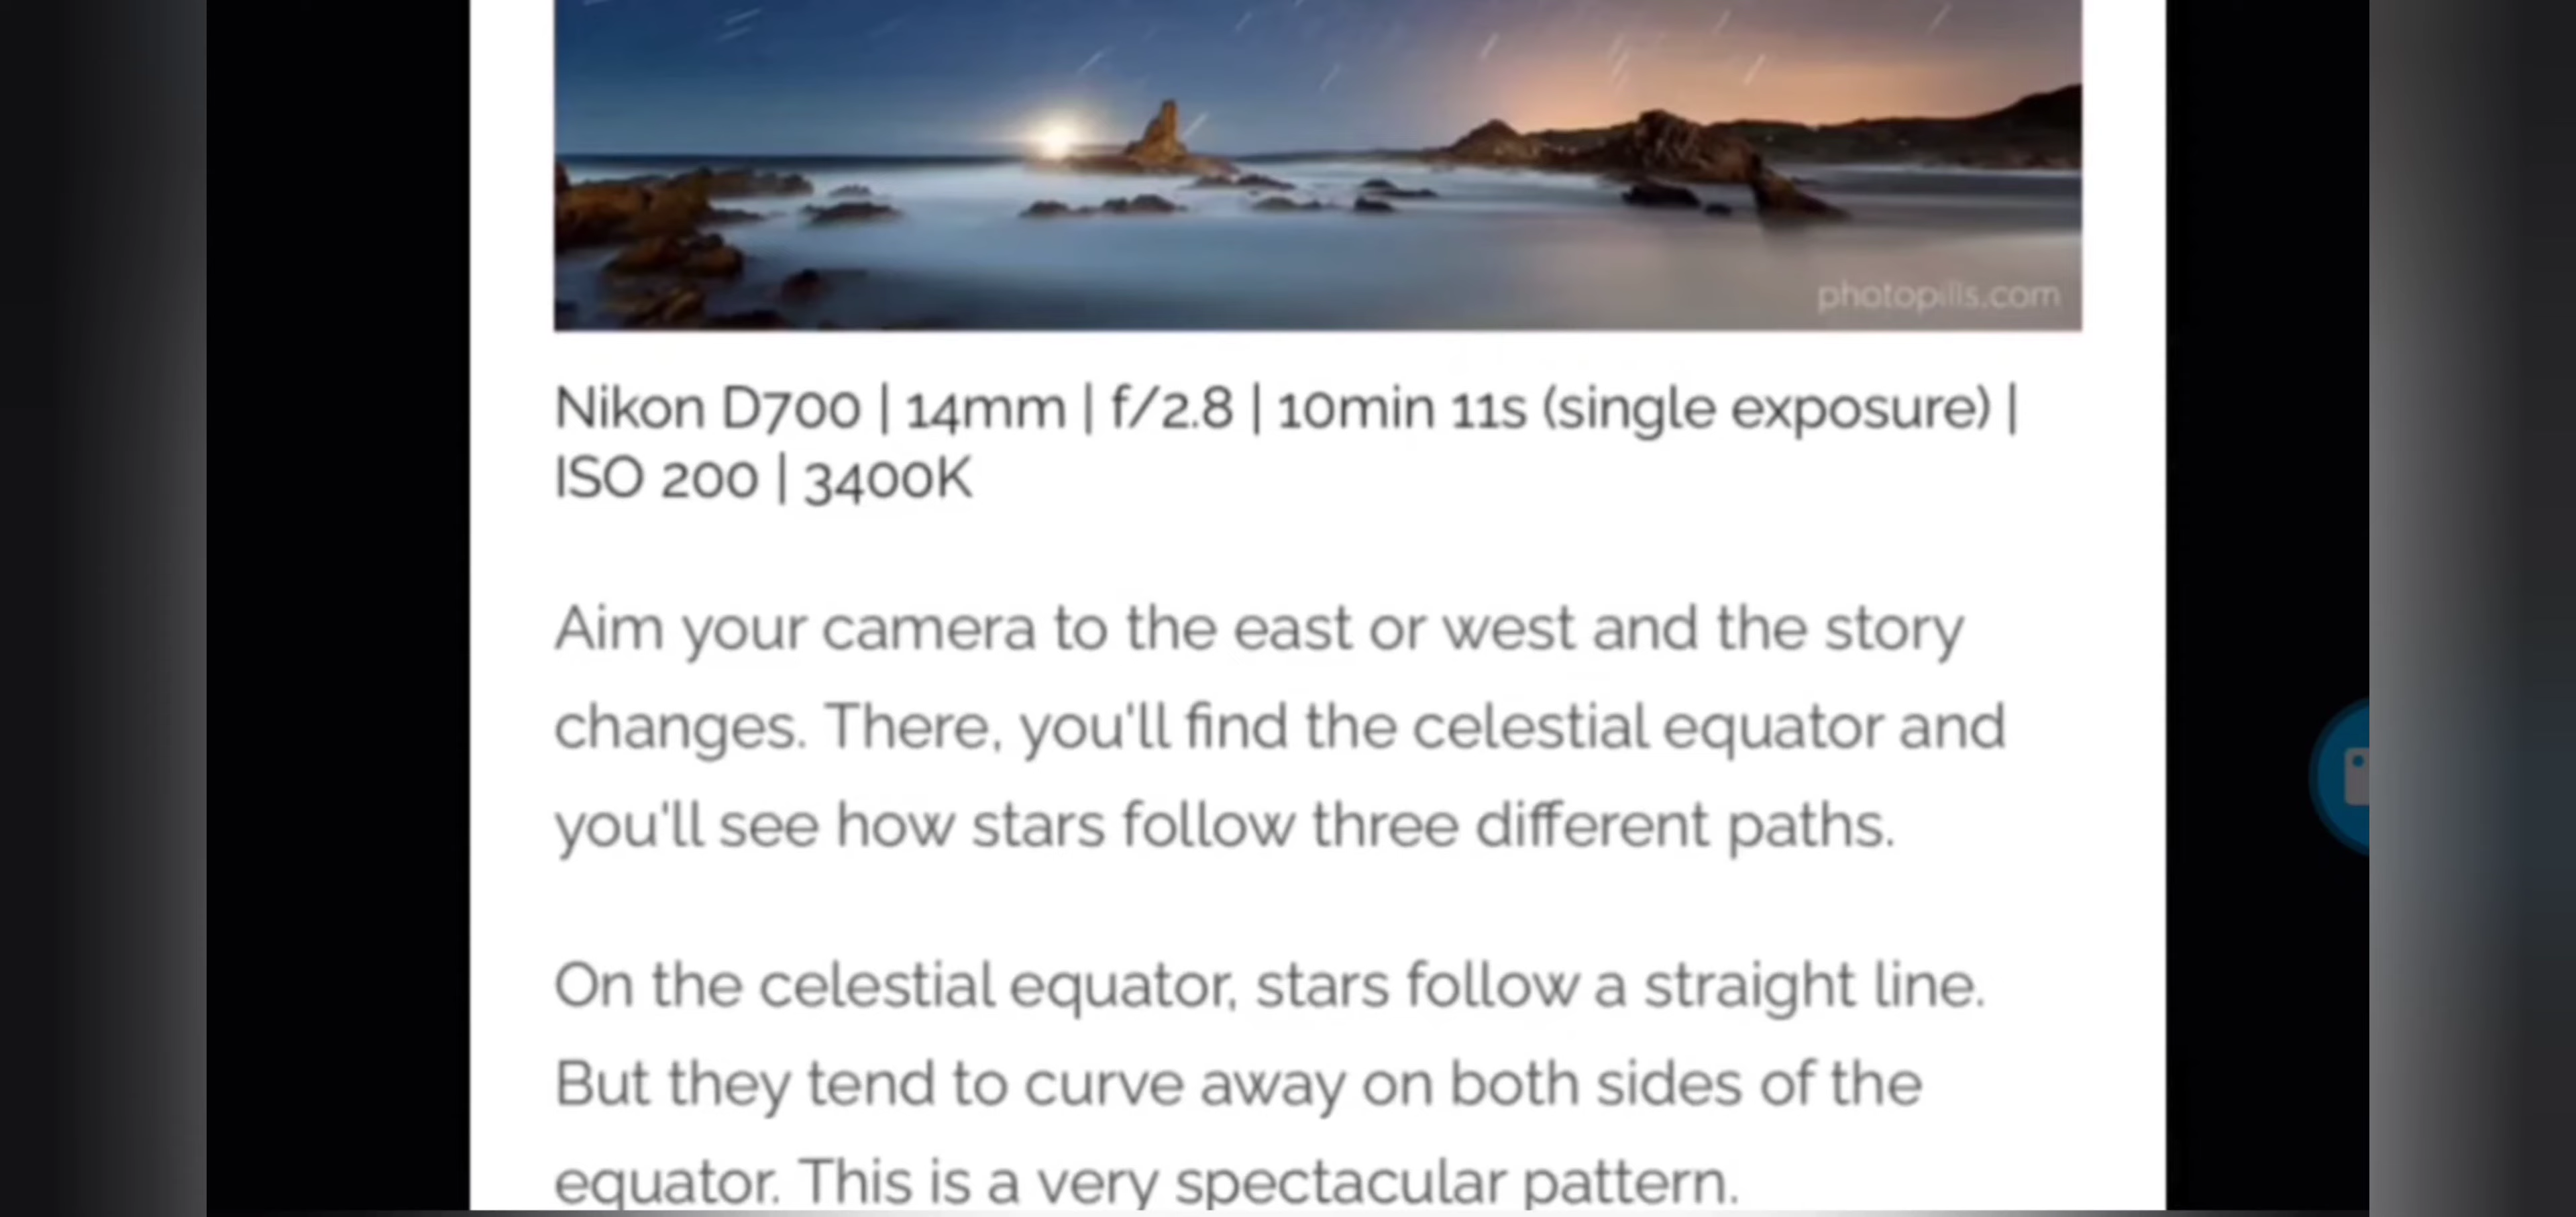 photopills.com
Nikon D700 | 14mm | f/2.8 | 10min 11s (single exposure) |
ISO 200 | 3400K
Aim your camera to the east or west and the story
changes. There, you'll find the celestial equator and
you'll see how stars follow three different paths.
On the celestial equator, stars follow a straight line.
But they tend to curve away on both sides of the
equator. This is a very spectacular pattern.